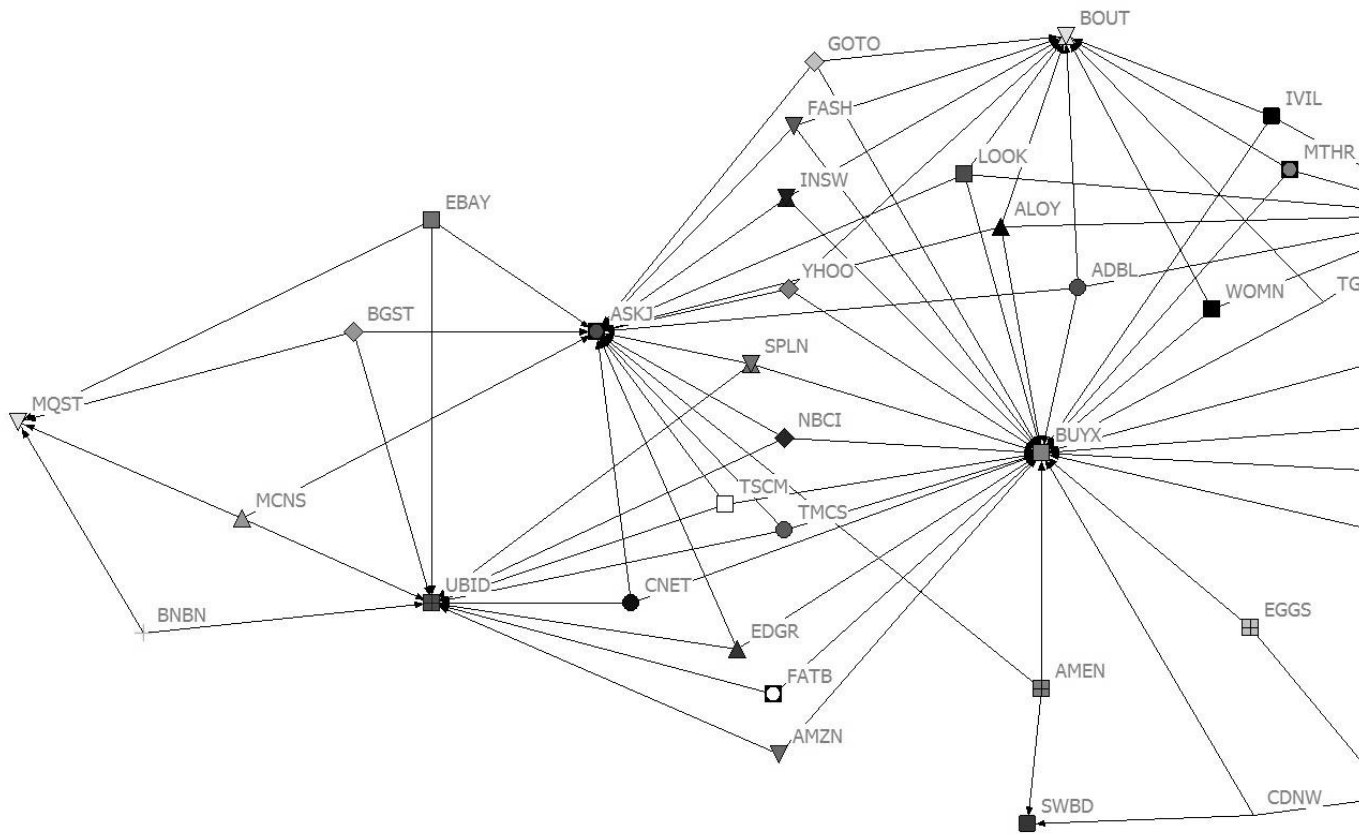 BOUT
GOTO
IVIL
FASH
MTHR
LOOK
INSW
EBAY
ALOY
YHOO
ADBL
TG
WOMN
ASKJ
BGST
SPLN
MQST
NBCI
BUYX
TSCM
MCNS
TMCS
UBID
CNET
BNBN
EGGS
EDGR
FATB
AMEN
AMZN
CDNW
SWBD